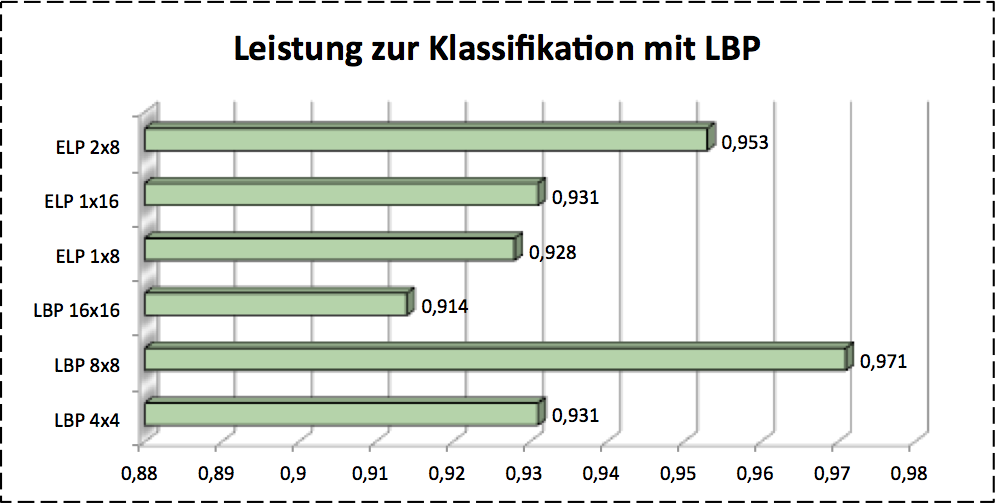 Leistung zur Klassifikation mit LBP
ELP 2x8
0,953
ELP 1x16
0,931
ELP 1x8
0,928
LBP 16x16
0,914
LBP 8x8
0,971
LBP 4x4
0,931
0,88 0,89 0,9 0,91 0,92 0,93 0,94 0,95 0,96 0,97 0,98